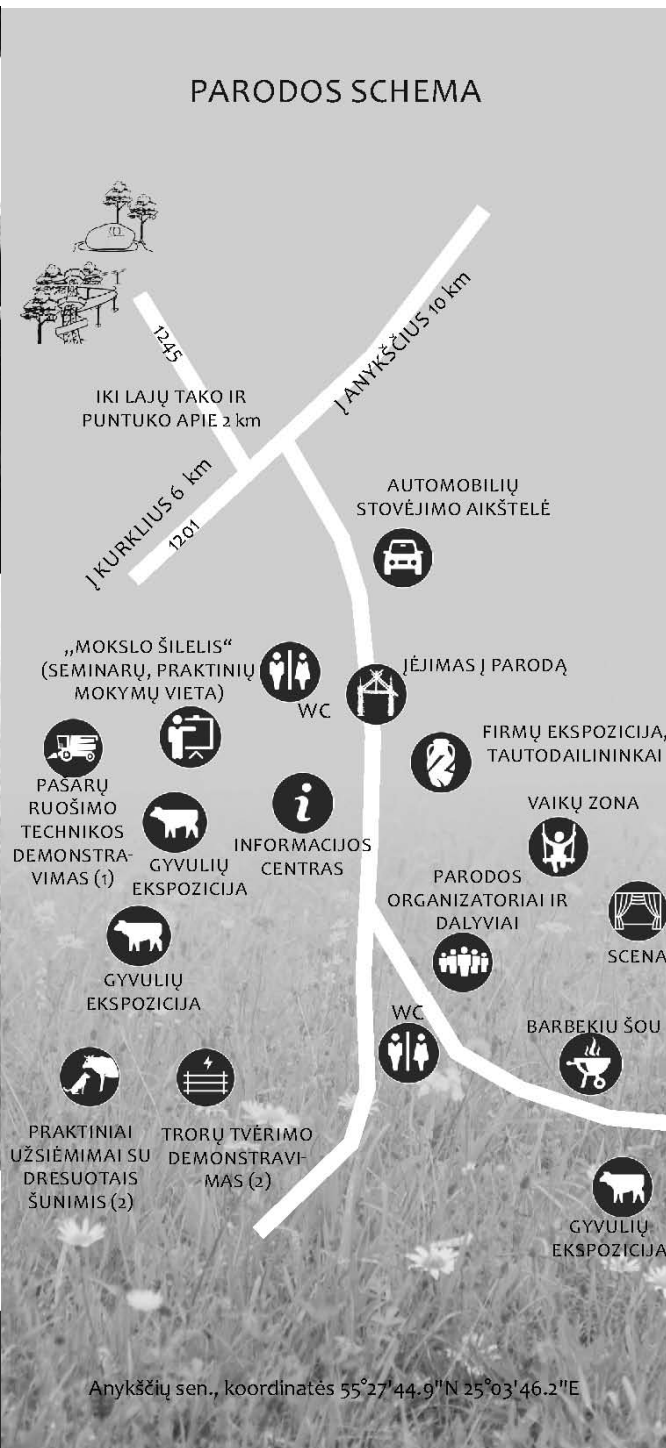 PARODOS SCHEMA
1245
Į ANYKŠČIUS 10 km
IKI LAJŲ TAKO IR
PUNTUKO APIE 2 km
Į KURKLIUS 6 km
1201
AUTOMOBILIŲ
STOVĖJIMO AIKŠTELĖ
„MOKSLO ŠILELIS“
(SEMINARŲ, PRAKTINIŲ
MOKYMŲ VIETA)
WC
ĮĖJIMAS Į PARODĄ
FIRMŲ EKSPOZICIJA,
TAUTODAILININKAI
PAŠARŲ
RUOŠIMO
TECHNIKOS
DEMONSTRA-
VIMAS (1)
GYVULIŲ
EKSPOZICIJA
INFORMACIJOS
CENTRAS
VAIKŲ ZONA
PARODOS
ORGANIZATORIAI IR
DALYVIAI
SCENA
GYVULIŲ
EKSPOZICIJA
WC
BARBEKIU ŠOU
PRAKTINIAI
UŽSIĖMIMAI SU
DRESUOTAIS
ŠUNIMIS (2)
TRORŲ TVĖRIMO
DEMONSTRAVI-
MAS (2)
GYVULIŲ
EKSPOZICIJA
Anykščių sen., koordinatės 55°27'44.9"N 25°03'46.2"E